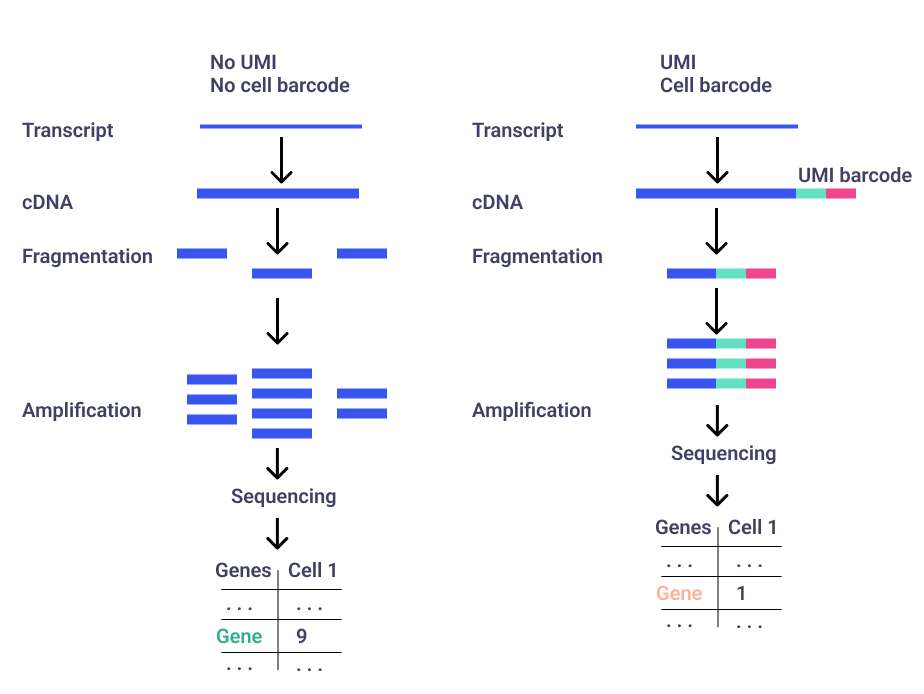 No UMI
No cell barcode
Transcript
cDNA
Fragmentation
Amplification
Sequencing
Genes Cell 1
... ...
Gene 9
... ...
UMI
Cell barcode
Transcript
UMI barcode
cDNA
Fragmentation
Amplification
Sequencing
Genes Cell 1
... ...
Gene 1
... ...